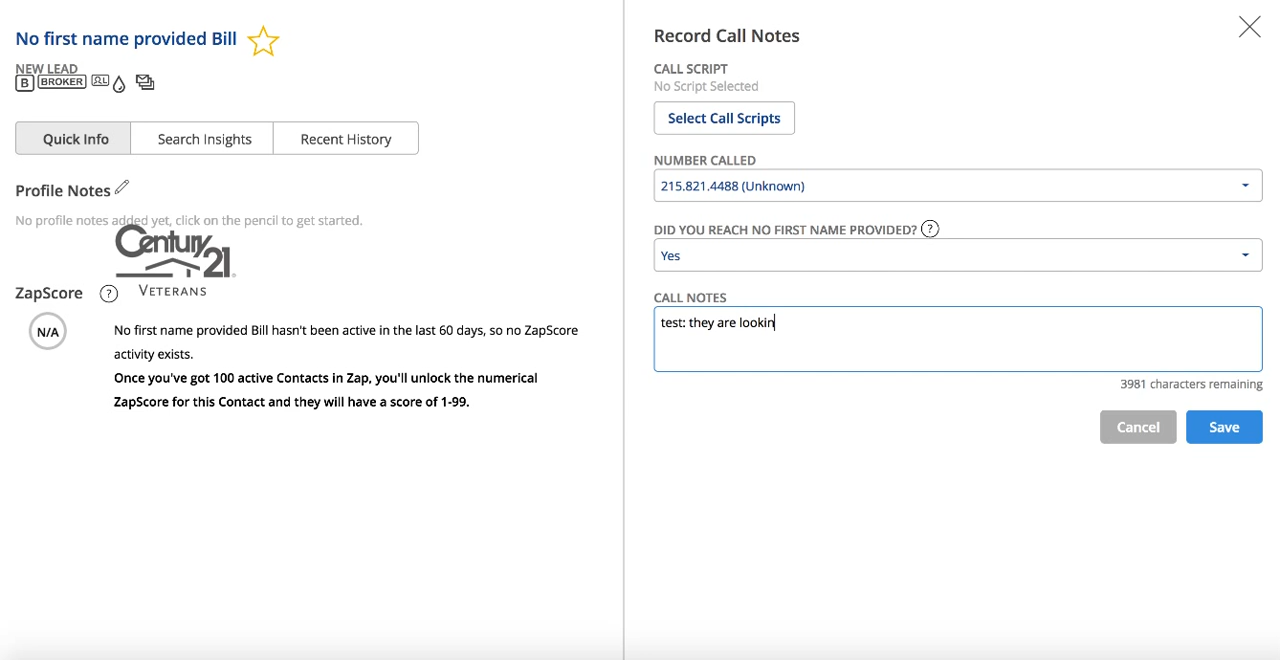 No first name provided Bill
NEW LEAD
B BROKER
Quick Info
Search Insights
Recent History
Profile Notes
No profile notes added yet, click on the pencil to get started.
Century 21
VETERANS
ZapScore ?
N/A
No first name provided Bill hasn't been active in the last 60 days, so no ZapScore
activity exists.
Once you've got 100 active Contacts in Zap, you'll unlock the numerical
ZapScore for this Contact and they will have a score of 1-99.
Record Call Notes
CALL SCRIPT
No Script Selected
Select Call Scripts
NUMBER CALLED
215.821.4488 (Unknown)
DID YOU REACH NO FIRST NAME PROVIDED? ?
Yes
CALL NOTES
test: they are lookin
3981 characters remaining
Cancel
Save